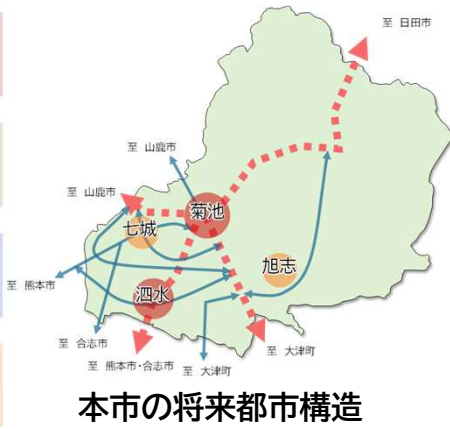 至 日田市
至 山鹿市
至 山鹿市
菊池
七城
旭志
至 熊本市
泗水
至 合志市
至 大津町
至 熊本市・合志市
至 大津町
本市の将来都市構造